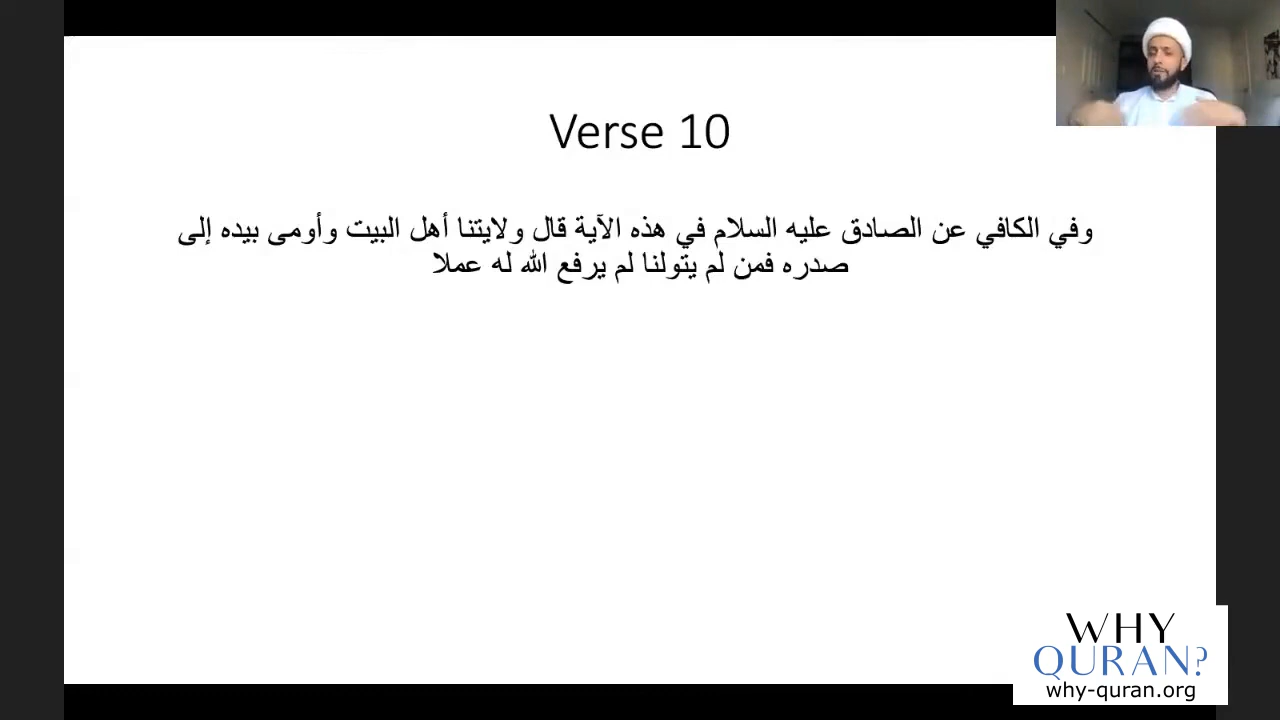 Verse 10
وفي الكافي عن الصادق عليه السلام في هذه الآية قال ولايتنا أهل البيت وأومى بيده إلى
صدره فمن لم يتولنا لم يرفع الله له عملا
WHY
QURAN?
why-quran.org